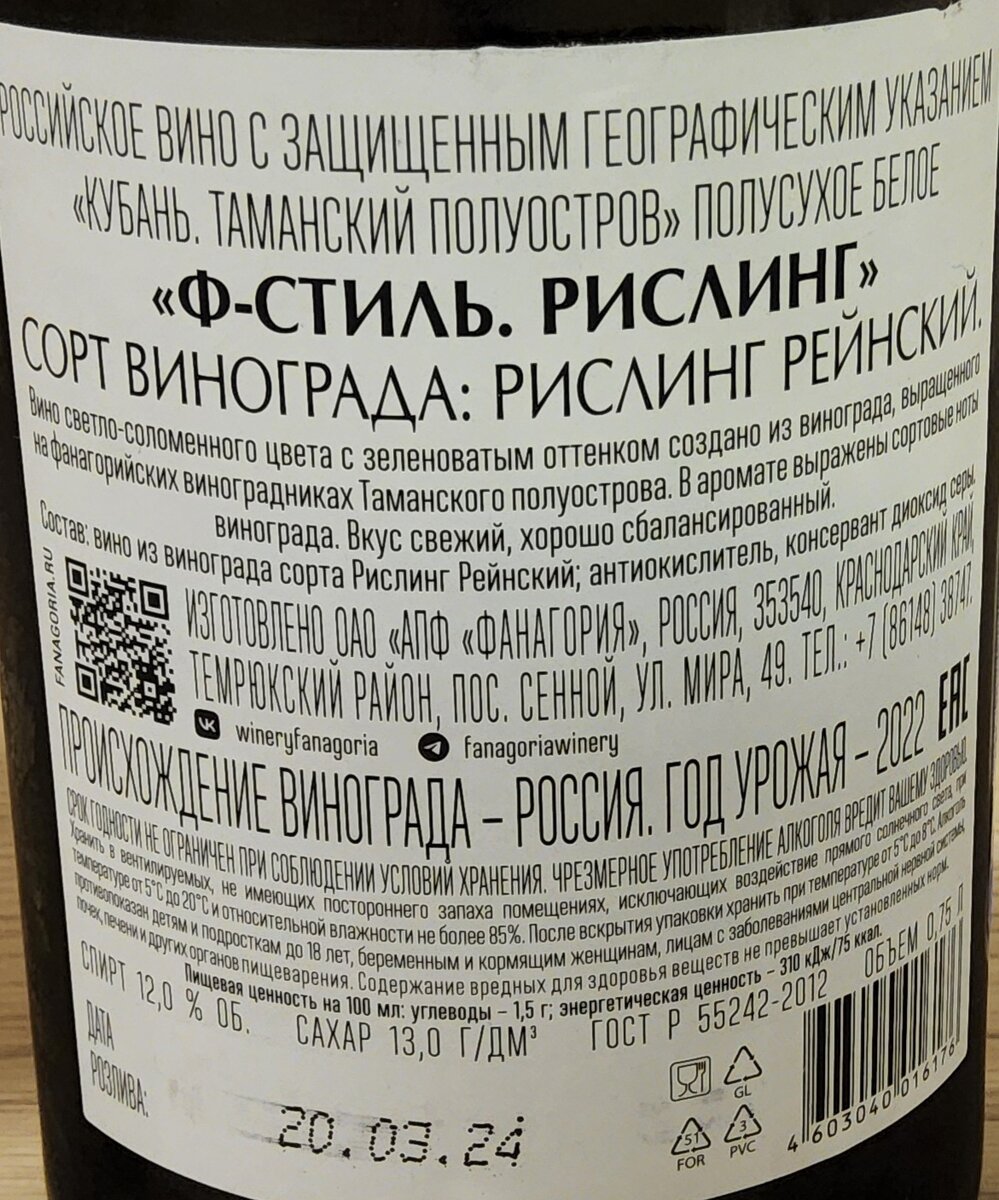 РОССИЙСКОЕ ВИНО С ЗАЩИЩЕННЫМ ГЕОГРАФИЧЕСКИМ УКАЗАНИЕМ
«КУБАНЬ. ТАМАНСКИЙ ПОЛУОСТРОВ» ПОЛУСУХОЕ БЕЛОЕ
«Ф-СТИЛЬ. РИСЛИНГ»
СОРТ ВИНОГРАДА: РИСЛИНГ РЕЙНСКИЙ.
Вино светло-соломенного цвета с зеленоватым оттенком создано из винограда, выращенного
на фанагорийских виноградниках Таманского полуострова. В аромате выражены сортовые ноты
винограда. Вкус свежий, хорошо сбалансированный.
Состав: вино из винограда сорта Рислинг Рейнский; антиокислитель, консервант диоксид серы.
FANAGORIA.RU
ИЗГОТОВЛЕНО ОАО «АПФ «ФАНАГОРИЯ», РОССИЯ, 353540, КРАСНОДАРСКИЙ КРАЙ,
ТЕМРЮКСКИЙ РАЙОН, ПОС. СЕННОЙ, УЛ. МИРА, 49. ТЕЛ.: +7 (86148) 38747.
wineryfanagoria fanagoriawinery
ПРОИСХОЖДЕНИЕ ВИНОГРАДА – РОССИЯ. ГОД УРОЖАЯ – 2022 EAC
СРОК ГОДНОСТИ НЕ ОГРАНИЧЕН ПРИ СОБЛЮДЕНИИ УСЛОВИЙ ХРАНЕНИЯ. ЧРЕЗМЕРНОЕ УПОТРЕБЛЕНИЕ АЛКОГОЛЯ ВРЕДИТ ВАШЕМУ ЗДОРОВЬЮ.
Хранить в вентилируемых, не имеющих постороннего запаха помещениях, исключающих воздействие прямого солнечного света, при
температуре от 5°С до 20°С и относительной влажности не более 85%. После вскрытия упаковки хранить при температуре от 5°С до 8°С. Алкоголь
противопоказан детям и подросткам до 18 лет, беременным и кормящим женщинам, лицам с заболеваниями центральной нервной системы,
почек, печени и других органов пищеварения. Содержание вредных для здоровья веществ не превышает установленных норм.
Пищевая ценность на 100 мл: углеводы – 1,5 г; энергетическая ценность – 310 кДж/75 ккал.
СПИРТ 12,0 % ОБ. САХАР 13,0 Г/ДМ³ ГОСТ Р 55242-2012 ОБЪЕМ 0,75 Л
ДАТА
РОЗЛИВА:
20.03.24
GL
51
FOR
3
PVC
4603040016176